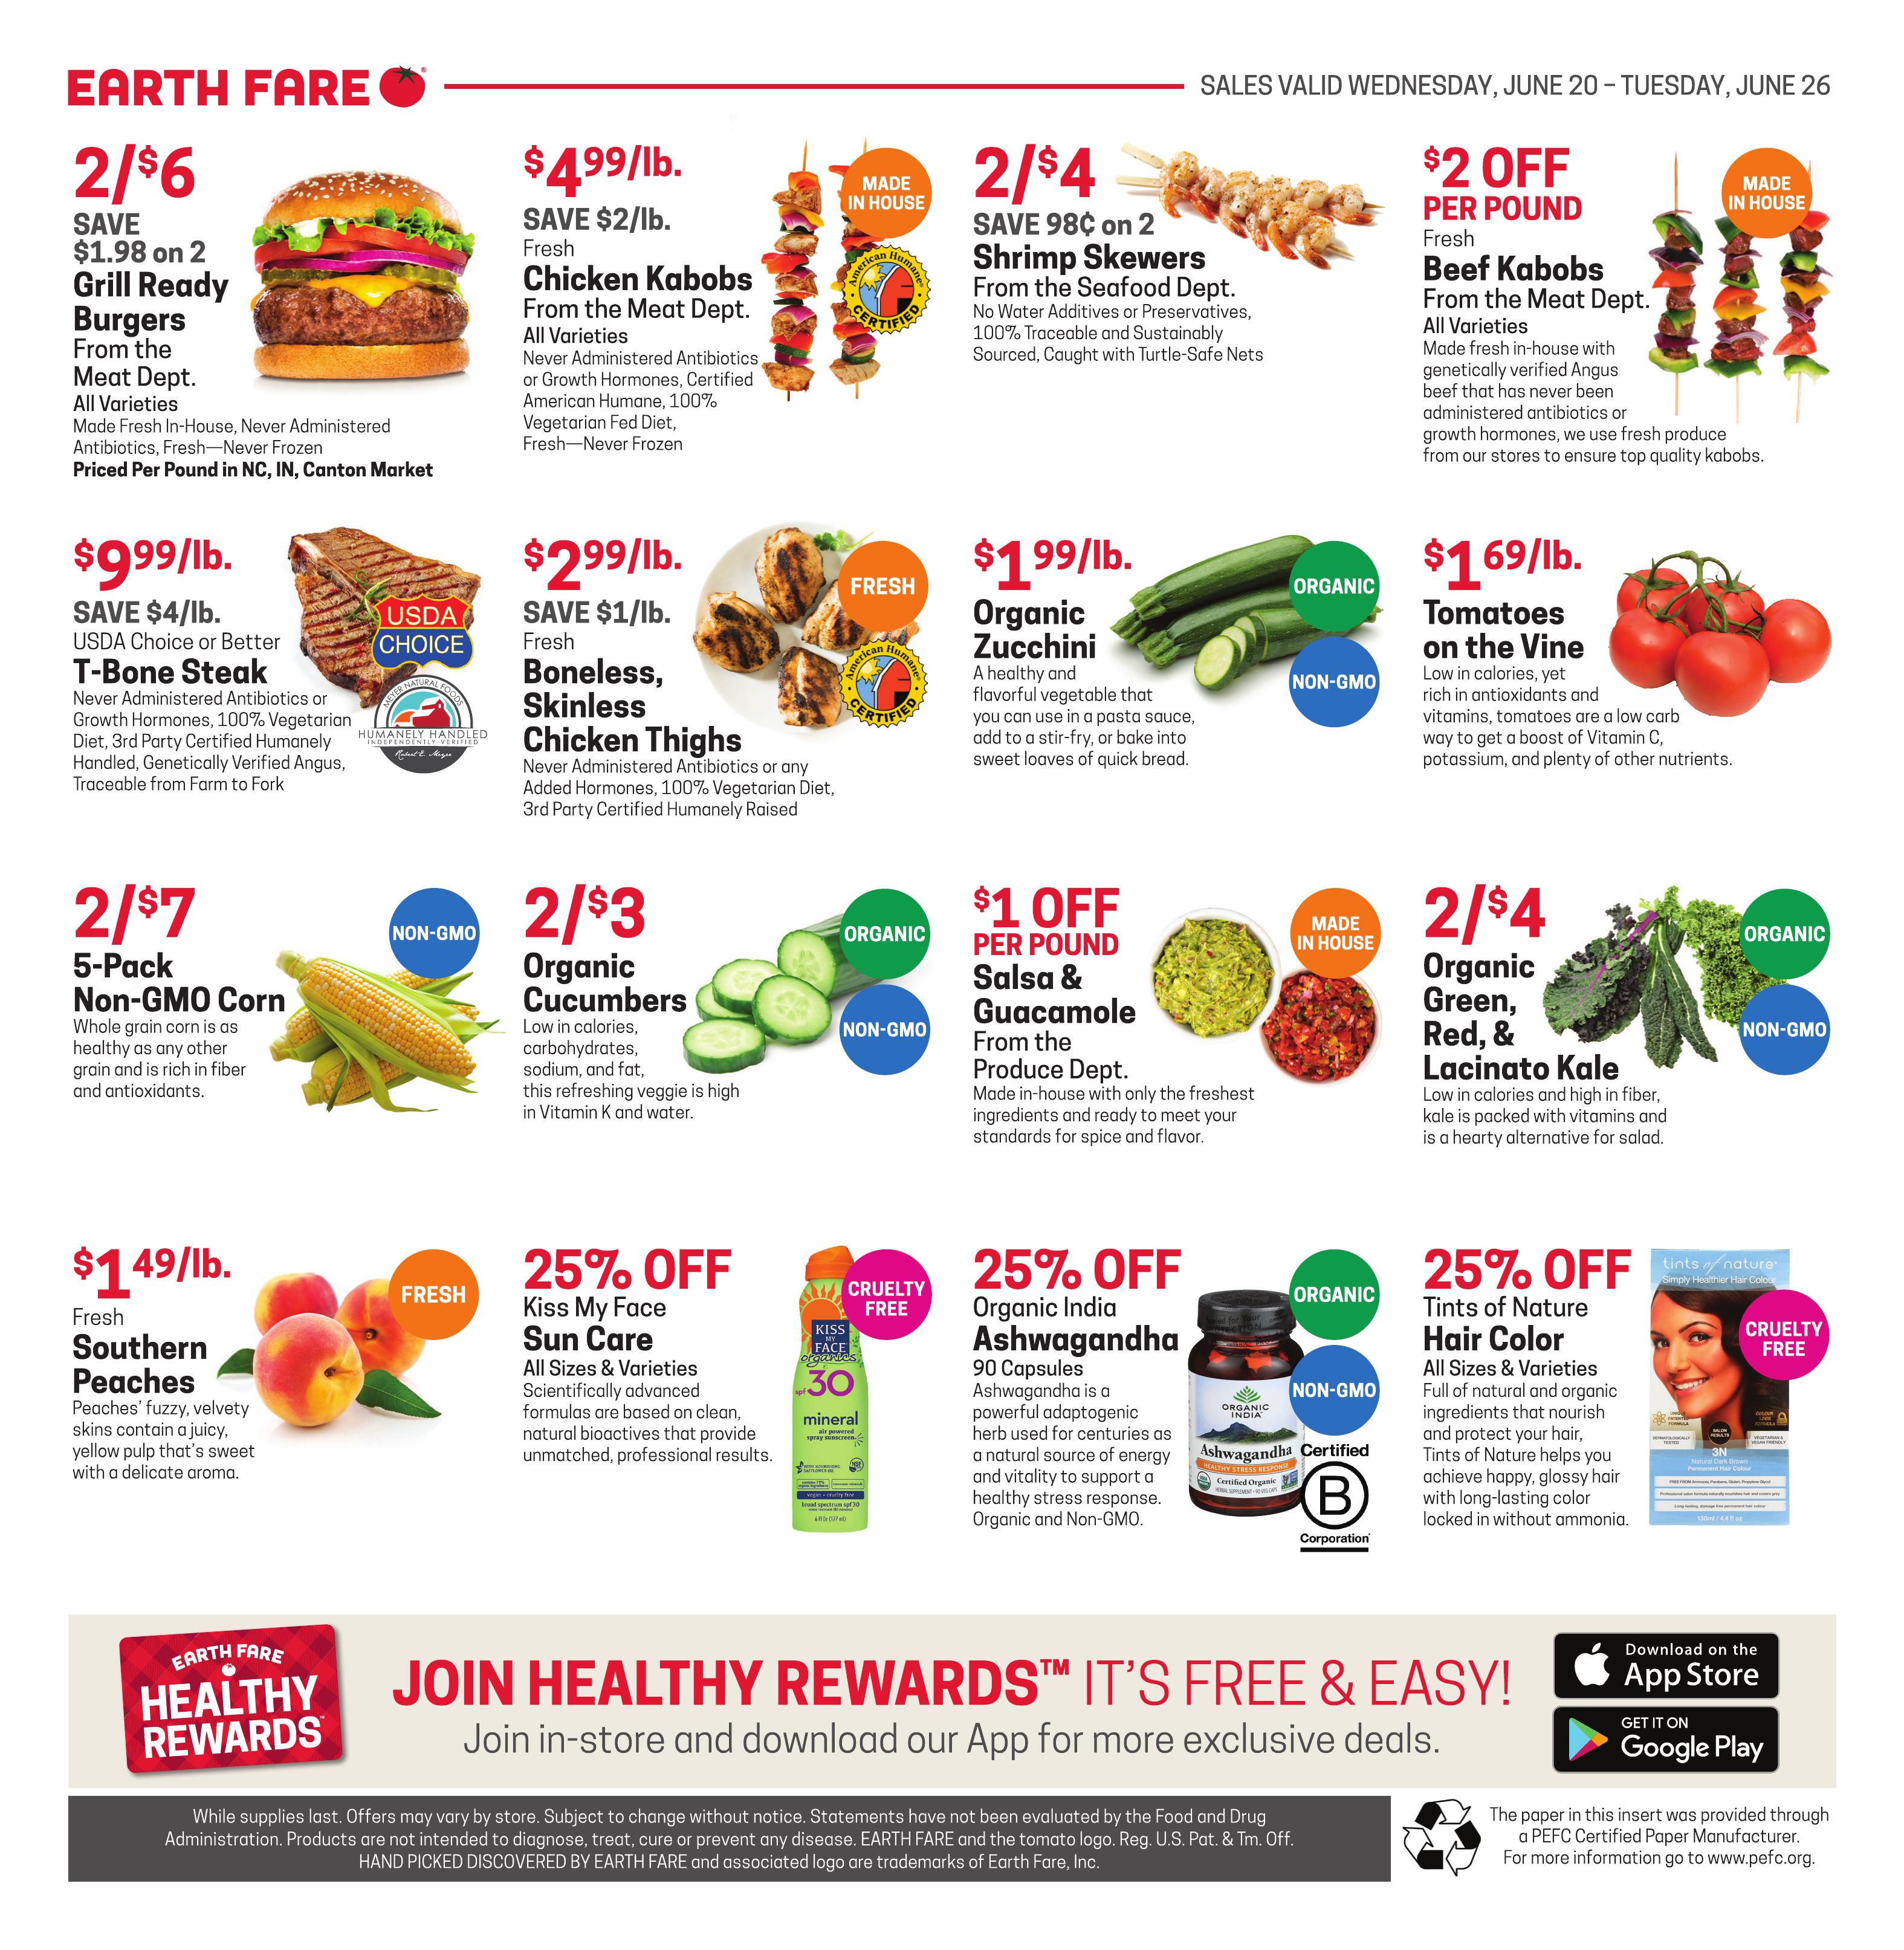 EARTH FARE
SALES VALID WEDNESDAY, JUNE 20 – TUESDAY, JUNE 26
2/$6
SAVE
$1.98 on 2
Grill Ready
Burgers
From the
Meat Dept.
All Varieties
Made Fresh In-House, Never Administered
Antibiotics, Fresh—Never Frozen
Priced Per Pound in NC, IN, Canton Market
$4 99/lb.
SAVE $2/lb.
Fresh
Chicken Kabobs
From the Meat Dept.
All Varieties
Never Administered Antibiotics
or Growth Hormones, Certified
American Humane, 100%
Vegetarian Fed Diet,
Fresh—Never Frozen
MADE
IN HOUSE
American Humane
CERTIFIED
2/$4
SAVE 98¢ on 2
Shrimp Skewers
From the Seafood Dept.
No Water Additives or Preservatives,
100% Traceable and Sustainably
Sourced, Caught with Turtle-Safe Nets
$2 OFF
PER POUND
Fresh
Beef Kabobs
From the Meat Dept.
All Varieties
Made fresh in-house with
genetically verified Angus
beef that has never been
administered antibiotics or
growth hormones, we use fresh produce
from our stores to ensure top quality kabobs.
MADE
IN HOUSE
$9 99/lb.
SAVE $4/lb.
USDA Choice or Better
T-Bone Steak
Never Administered Antibiotics or
Growth Hormones, 100% Vegetarian
Diet, 3rd Party Certified Humanely
Handled, Genetically Verified Angus,
Traceable from Farm to Fork
USDA
CHOICE
MEYER NATURAL FOODS
HUMANELY HANDLED
INDEPENDENTLY VERIFIED
Robert E. Meyer
$2 99/lb.
SAVE $1/lb.
Fresh
Boneless,
Skinless
Chicken Thighs
Never Administered Antibiotics or any
Added Hormones, 100% Vegetarian Diet,
3rd Party Certified Humanely Raised
FRESH
American Humane
CERTIFIED
$1 99/lb.
Organic
Zucchini
A healthy and
flavorful vegetable that
you can use in a pasta sauce,
add to a stir-fry, or bake into
sweet loaves of quick bread.
ORGANIC
NON-GMO
$1 69/lb.
Tomatoes
on the Vine
Low in calories, yet
rich in antioxidants and
vitamins, tomatoes are a low carb
way to get a boost of Vitamin C,
potassium, and plenty of other nutrients.
2/$7
5-Pack
Non-GMO Corn
Whole grain corn is as
healthy as any other
grain and is rich in fiber
and antioxidants.
NON-GMO
2/$3
Organic
Cucumbers
Low in calories,
carbohydrates,
sodium, and fat,
this refreshing veggie is high
in Vitamin K and water.
ORGANIC
NON-GMO
$1 OFF
PER POUND
Salsa &
Guacamole
From the
Produce Dept.
Made in-house with only the freshest
ingredients and ready to meet your
standards for spice and flavor.
MADE
IN HOUSE
2/$4
Organic
Green,
Red, &
Lacinato Kale
Low in calories and high in fiber,
kale is packed with vitamins and
is a hearty alternative for salad.
ORGANIC
NON-GMO
$1 49/lb.
Fresh
Southern
Peaches
Peaches' fuzzy, velvety
skins contain a juicy,
yellow pulp that's sweet
with a delicate aroma.
FRESH
25% OFF
Kiss My Face
Sun Care
All Sizes & Varieties
Scientifically advanced
formulas are based on clean,
natural bioactives that provide
unmatched, professional results.
CRUELTY
FREE
KISS
MY
FACE
organics
spf 30
mineral
air powered
spray sunscreen
vegan • cruelty free
broad spectrum spf 30
25% OFF
Organic India
Ashwagandha
90 Capsules
Ashwagandha is a
powerful adaptogenic
herb used for centuries as
a natural source of energy
and vitality to support a
healthy stress response.
Organic and Non-GMO.
ORGANIC
NON-GMO
ORGANIC
INDIA
Ashwagandha
HEALTHY STRESS RESPONSE
Certified Organic
HERBAL SUPPLEMENT • 90 VEG CAPS
Certified
B
Corporation
25% OFF
Tints of Nature
Hair Color
All Sizes & Varieties
Full of natural and organic
ingredients that nourish
and protect your hair,
Tints of Nature helps you
achieve happy, glossy hair
with long-lasting color
locked in without ammonia.
tints of nature
Simply Healthier Hair Colour
CRUELTY
FREE
DERMATOLOGICALLY
TESTED
SALON
RESULTS
VEGETARIAN &
VEGAN FRIENDLY
3N
Natural Dark Brown
Permanent Hair Colour
130ml / 4.4 fl oz
EARTH FARE
HEALTHY
REWARDS™
JOIN HEALTHY REWARDS™ IT'S FREE & EASY!
Join in-store and download our App for more exclusive deals.
Download on the
App Store
GET IT ON
Google Play
While supplies last. Offers may vary by store. Subject to change without notice. Statements have not been evaluated by the Food and Drug
Administration. Products are not intended to diagnose, treat, cure or prevent any disease. EARTH FARE and the tomato logo. Reg. U.S. Pat. & Tm. Off.
HAND PICKED DISCOVERED BY EARTH FARE and associated logo are trademarks of Earth Fare, Inc.
The paper in this insert was provided through
a PEFC Certified Paper Manufacturer.
For more information go to www.pefc.org.